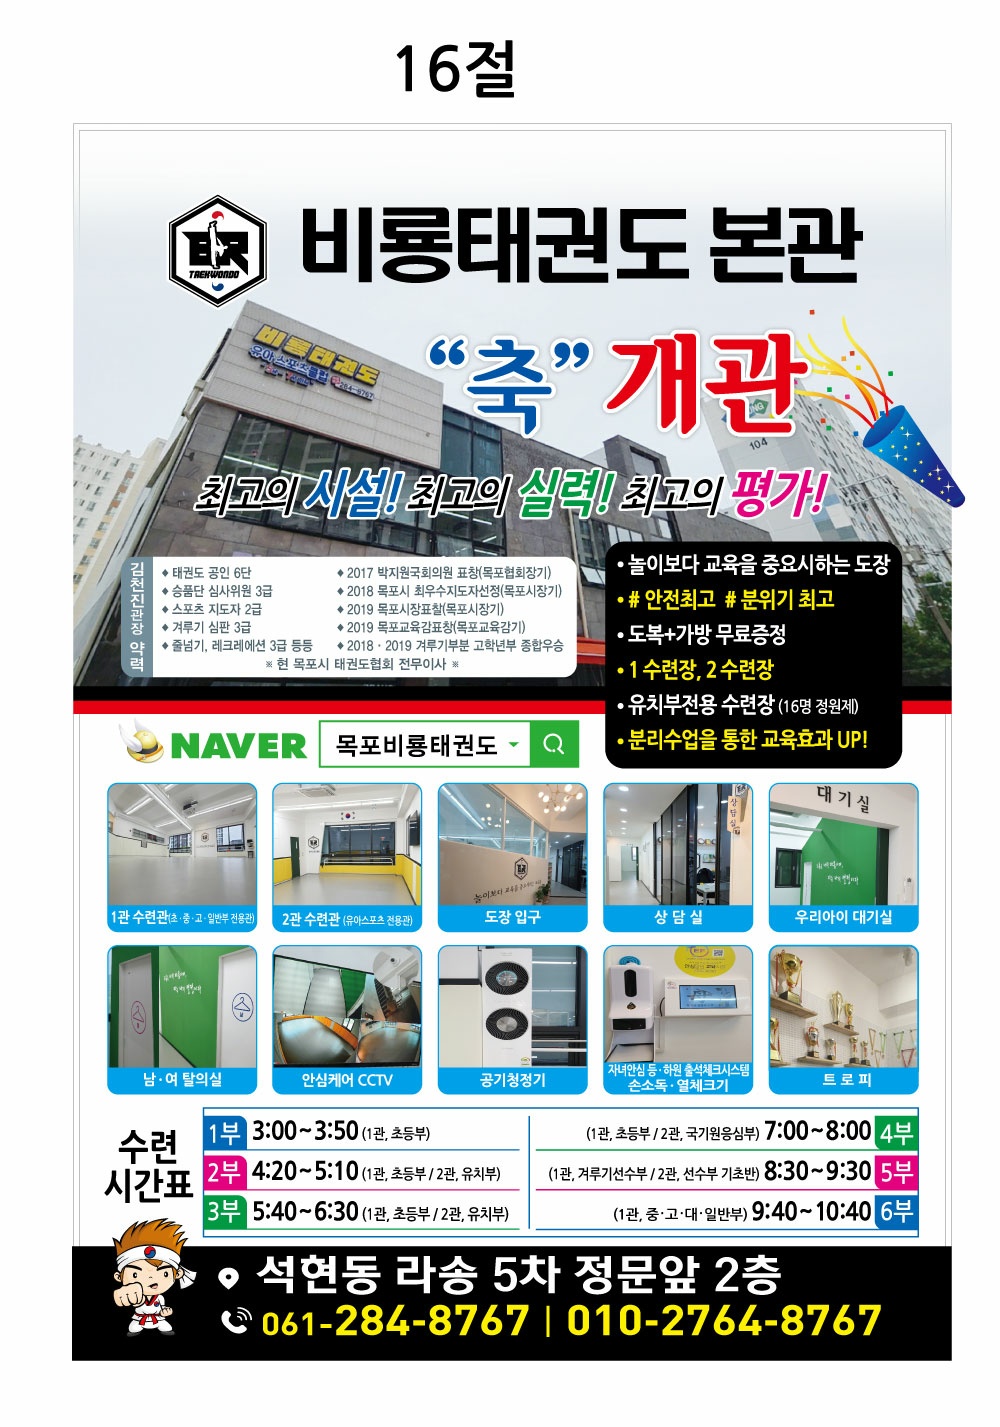 16절
BR
TAEKWONDO
비룡태권도 본관
“축” 개관
비룡태권도
유아스포츠클럽
104
최고의 시설! 최고의 실력! 최고의 평가!
김천진관장 약력
♦ 태권도 공인 6단
♦ 승품단 심사위원 3급
♦ 스포츠 지도자 2급
♦ 겨루기 심판 3급
♦ 줄넘기, 레크레에션 3급 등등
♦ 2017 박지원국회의원 표창(목포협회장기)
♦ 2018 목포시 최우수지도자선정(목포시장기)
♦ 2019 목포시장표찰(목포시장기)
♦ 2019 목포교육감표창(목포교육감기)
♦ 2018 · 2019 겨루기부분 고학년부 종합우승
※ 현 목포시 태권도협회 전무이사 ※
• 놀이보다 교육을 중요시하는 도장
• # 안전최고 # 분위기 최고
• 도복+가방 무료증정
• 1 수련장, 2 수련장
• 유치부전용 수련장 (16명 정원제)
• 분리수업을 통한 교육효과 UP!
NAVER 목포비룡태권도
상담실
대기실
1관 수련관(초·중·고·일반부 전용관)
2관 수련관 (유아스포츠 전용관)
도장 입구
상 담 실
우리아이 대기실
남·여 탈의실
안심케어 CCTV
공기청정기
자녀안심 등·하원 출석체크시스템
손소독·열체크기
트 로 피
수련
시간표
1부 3:00~3:50 (1관, 초등부)
2부 4:20~5:10 (1관, 초등부 / 2관, 유치부)
3부 5:40~6:30 (1관, 초등부 / 2관, 유치부)
(1관, 초등부 / 2관, 국기원응심부) 7:00~8:00 4부
(1관, 겨루기선수부 / 2관, 선수부 기초반) 8:30~9:30 5부
(1관, 중·고·대·일반부) 9:40~10:40 6부
석현동 라송 5차 정문앞 2층
061-284-8767 | 010-2764-8767